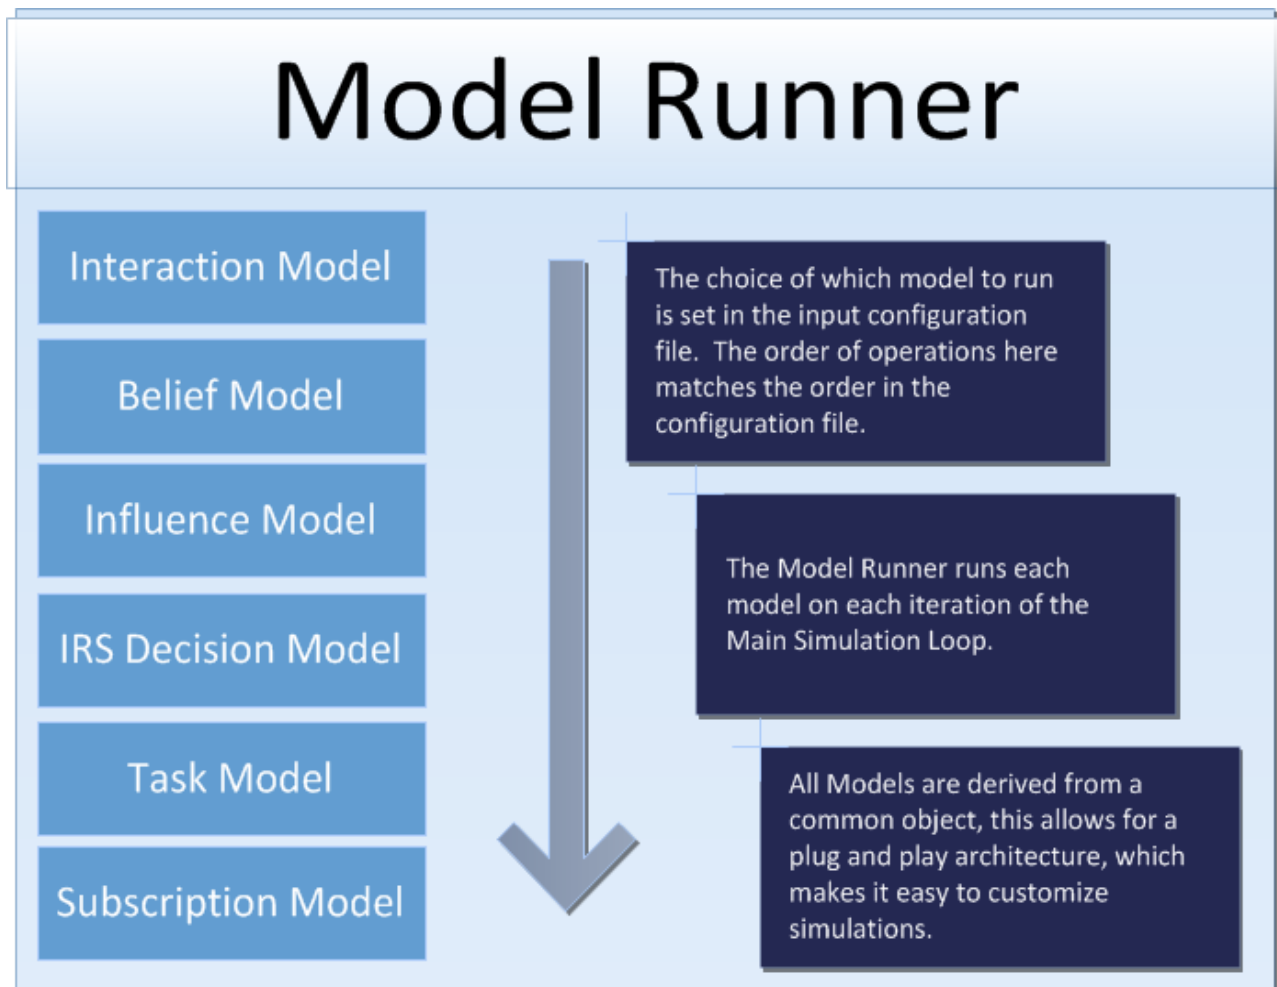 Model Runner
Interaction Model
Belief Model
Influence Model
IRS Decision Model
Task Model
Subscription Model
The choice of which model to run
is set in the input configuration
file.  The order of operations here
matches the order in the
configuration file.
The Model Runner runs each
model on each iteration of the
Main Simulation Loop.
All Models are derived from a
common object, this allows for a
plug and play architecture, which
makes it easy to customize
simulations.